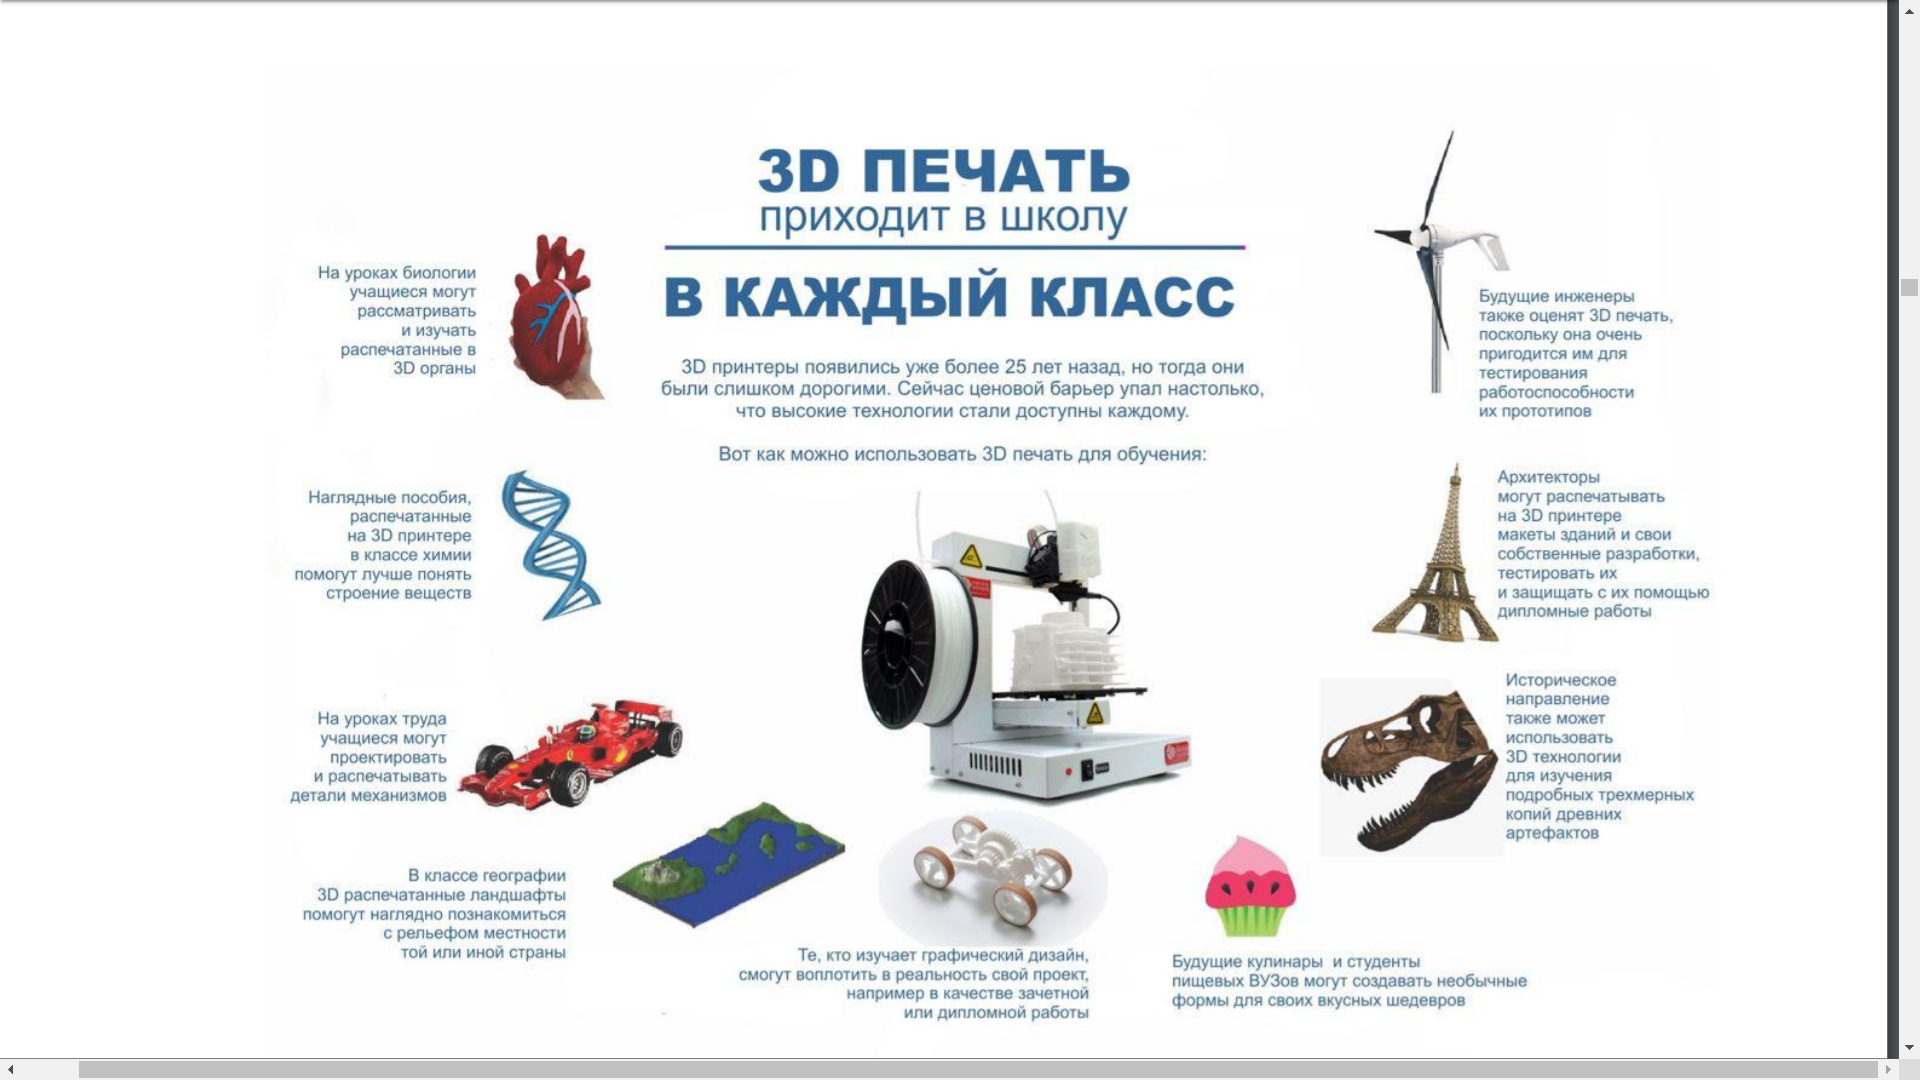 3D ПЕЧАТЬ
приходит в школу
В КАЖДЫЙ КЛАСС
3D принтеры появились уже более 25 лет назад, но тогда они
были слишком дорогими. Сейчас ценовой барьер упал настолько,
что высокие технологии стали доступны каждому.
Вот как можно использовать 3D печать для обучения:
На уроках биологии
учащиеся могут
рассматривать
и изучать
распечатанные в
3D органы
Наглядные пособия,
распечатанные
на 3D принтере
в классе химии
помогут лучше понять
строение веществ
На уроках труда
учащиеся могут
проектировать
и распечатывать
детали механизмов
В классе географии
3D распечатанные ландшафты
помогут наглядно познакомиться
с рельефом местности
той или иной страны
Те, кто изучает графический дизайн,
смогут воплотить в реальность свой проект,
например в качестве зачетной
или дипломной работы
Будущие кулинары и студенты
пищевых ВУЗов могут создавать необычные
формы для своих вкусных шедевров
Будущие инженеры
также оценят 3D печать,
поскольку она очень
пригодится им для
тестирования
работоспособности
их прототипов
Архитекторы
могут распечатывать
на 3D принтере
макеты зданий и свои
собственные разработки,
тестировать их
и защищать с их помощью
дипломные работы
Историческое
направление
также может
использовать
3D технологии
для изучения
подробных трехмерных
копий древних
артефактов